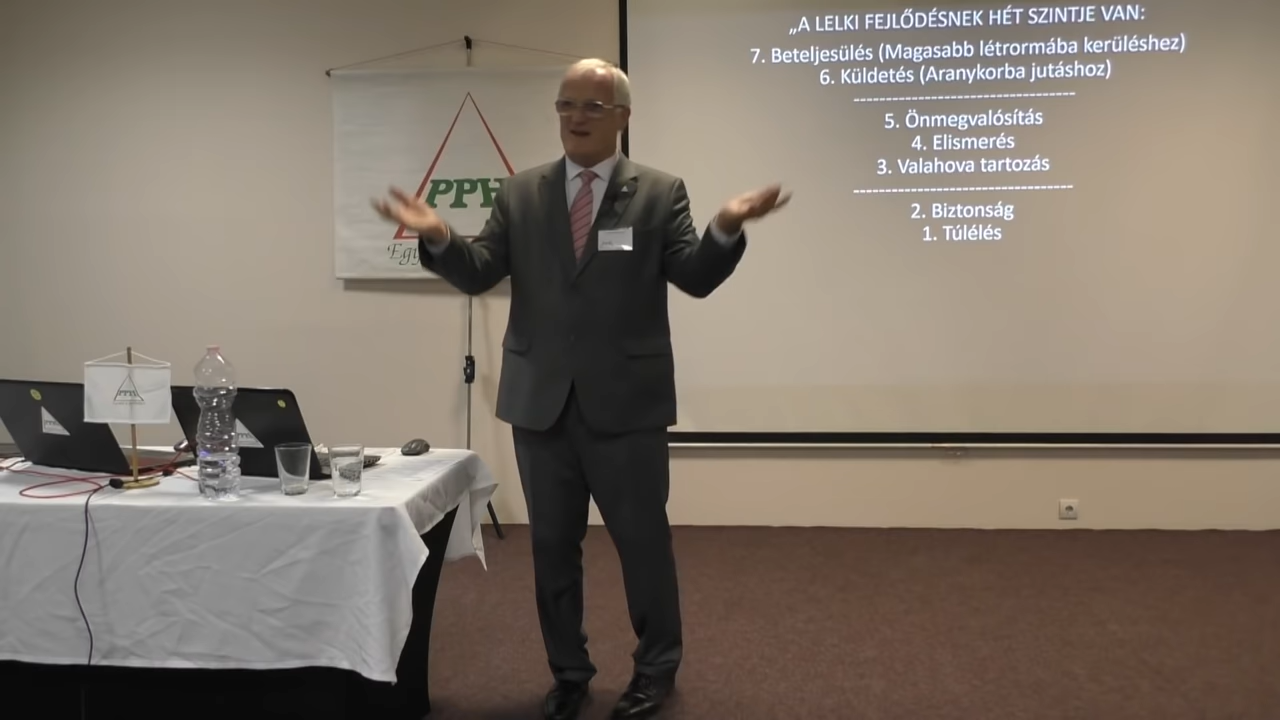 „A LELKI FEJLŐDÉSNEK HÉT SZINTJE VAN:
7. Beteljesülés (Magasabb létrormába kerüléshez)
6. Küldetés (Aranykorba jutáshoz)
5. Önmegvalósítás
4. Elismerés
3. Valahova tartozás
2. Biztonság
1. Túlélés
PPH